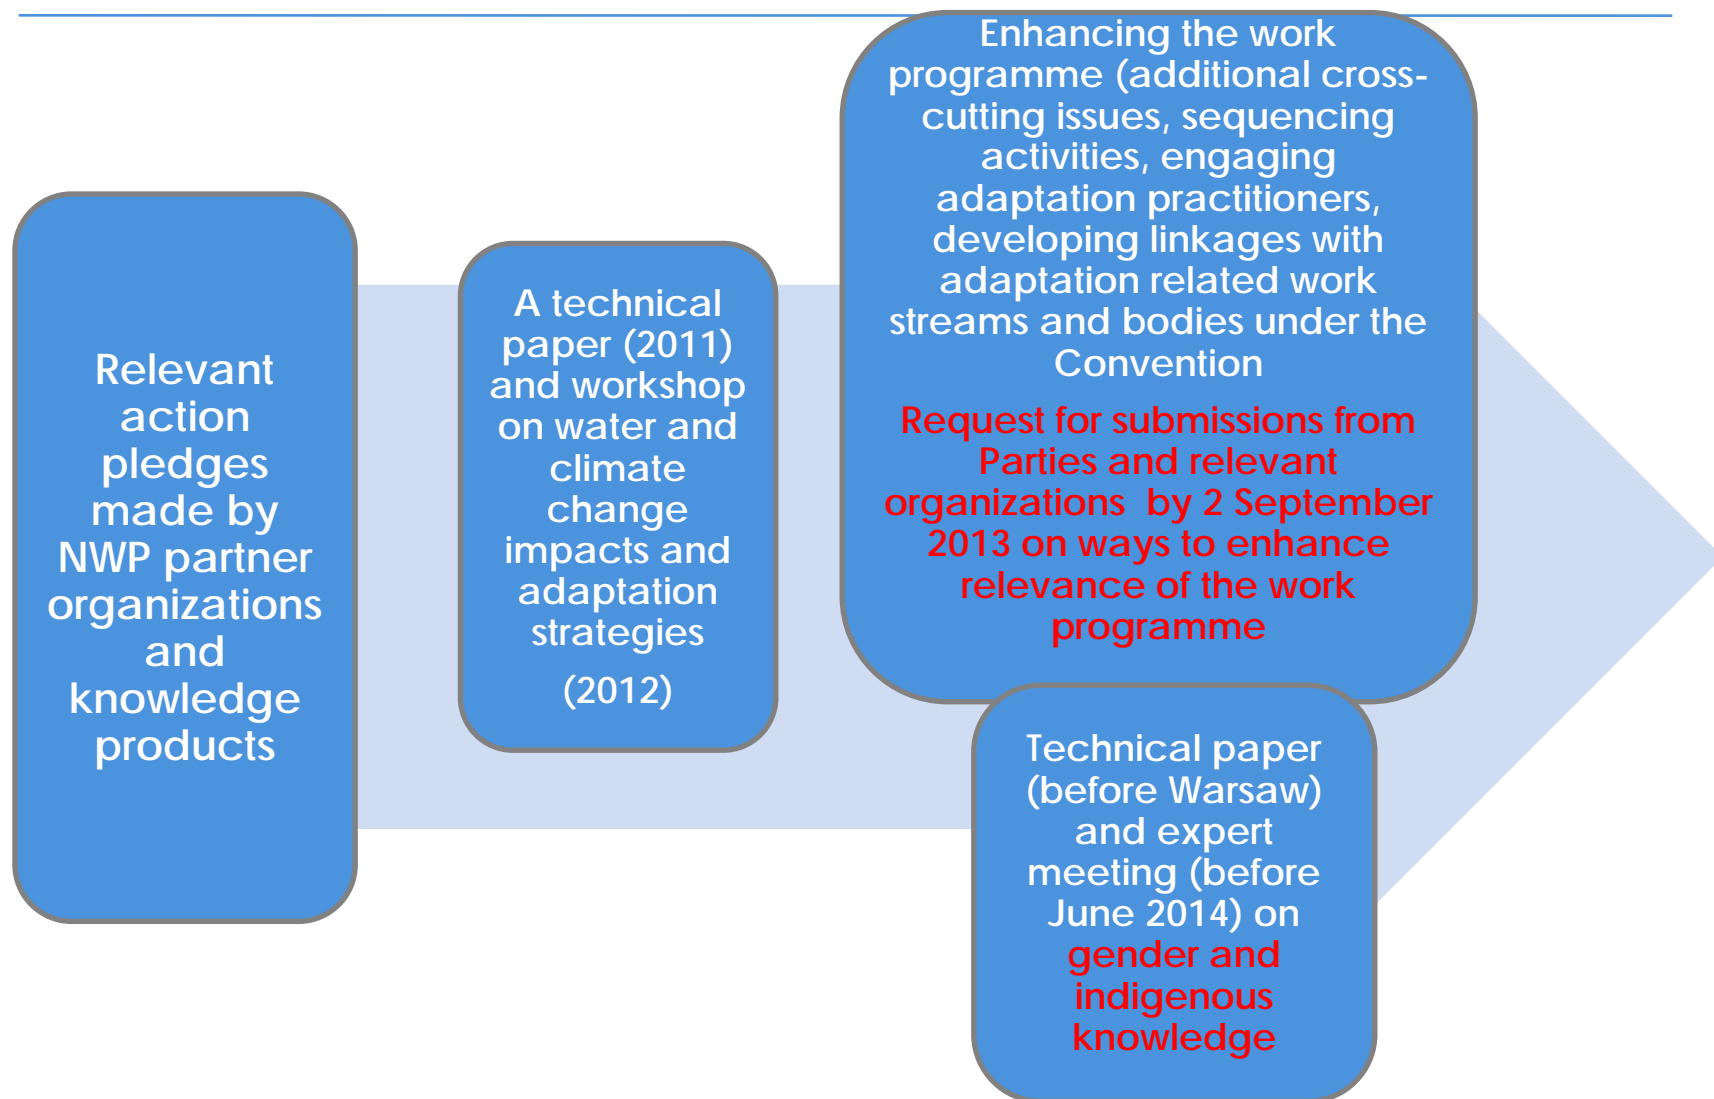 Relevant
action
pledges
made by
NWP partner
organizations
and
knowledge
products
A technical
paper (2011)
and workshop
on water and
climate
change
impacts and
adaptation
strategies
(2012)
Enhancing the work
programme (additional cross-
cutting issues, sequencing
activities, engaging
adaptation practitioners,
developing linkages with
adaptation related work
streams and bodies under the
Convention
Request for submissions from
Parties and relevant
organizations by 2 September
2013 on ways to enhance
relevance of the work
programme
Technical paper
(before Warsaw)
and expert
meeting (before
June 2014) on
gender and
indigenous
knowledge